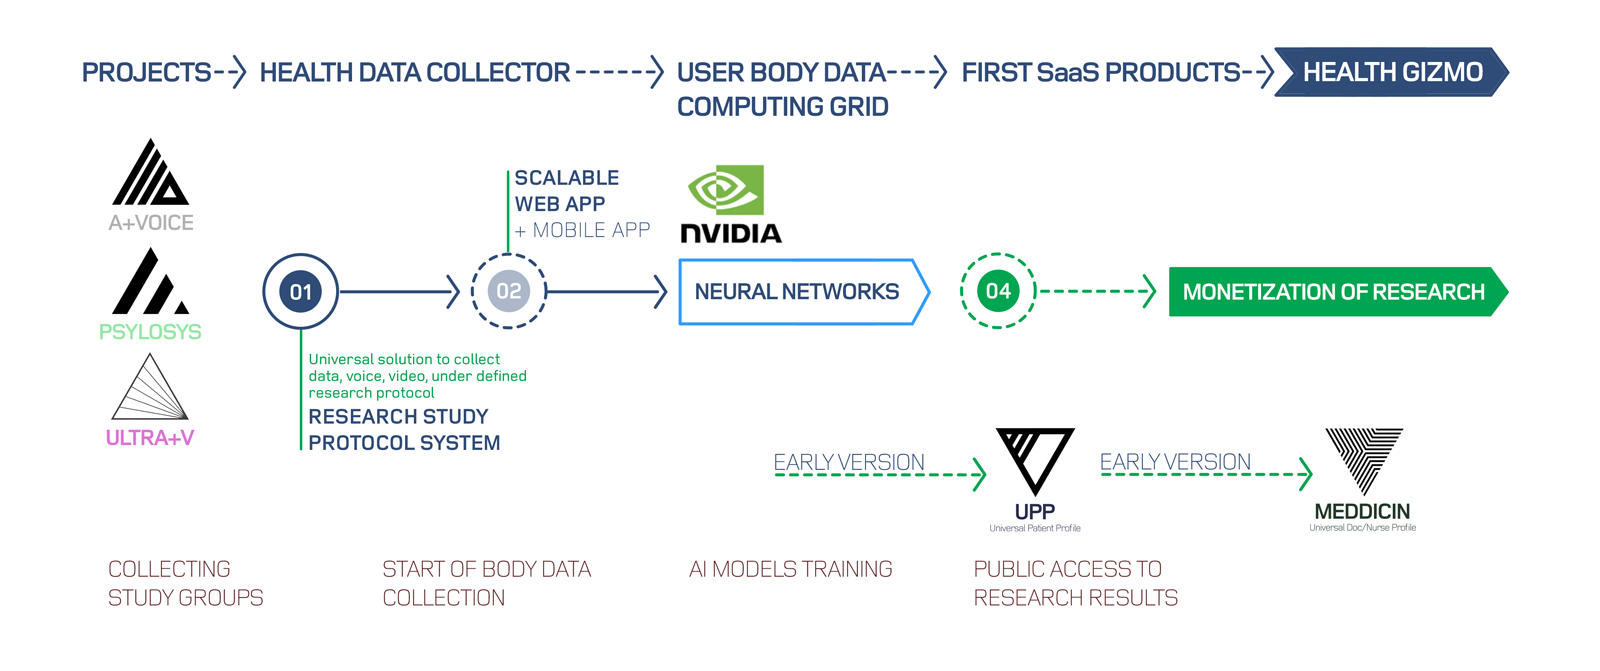 PROJECTS
HEALTH DATA COLLECTOR
USER BODY DATA
COMPUTING GRID
FIRST SaaS PRODUCTS
HEALTH GIZMO
A+VOICE
PSYLOSYS
ULTRA+V
01
Universal solution to collect
data, voice, video, under defined
research protocol
RESEARCH STUDY
PROTOCOL SYSTEM
SCALABLE
WEB APP
+ MOBILE APP
02
NVIDIA
NEURAL NETWORKS
04
MONETIZATION OF RESEARCH
EARLY VERSION
UPP
Universal Patient Profile
EARLY VERSION
MEDDICIN
Universal Doc/Nurse Profile
COLLECTING
STUDY GROUPS
START OF BODY DATA
COLLECTION
AI MODELS TRAINING
PUBLIC ACCESS TO
RESEARCH RESULTS